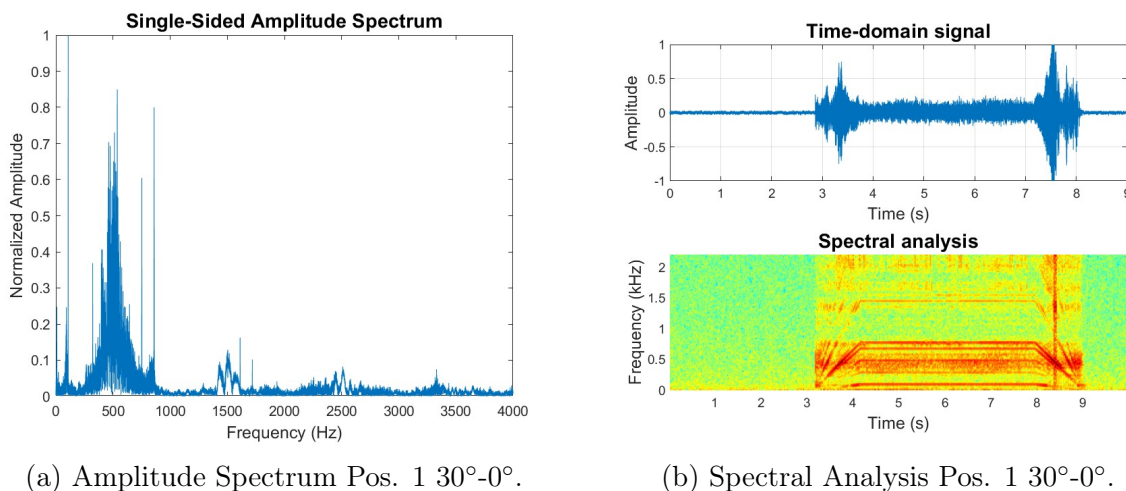 Single-Sided Amplitude Spectrum
1
0.9
0.8
0.7
0.6
0.5
0.4
0.3
0.2
0.1
0
Normalized Amplitude
0 500 1000 1500 2000 2500 3000 3500 4000
Frequency (Hz)
(a) Amplitude Spectrum Pos. 1 30°-0°.
Time-domain signal
1
0.5
0
-0.5
-1
Amplitude
0 1 2 3 4 5 6 7 8 9
Time (s)
Spectral analysis
2
1.5
1
0.5
0
Frequency (kHz)
1 2 3 4 5 6 7 8 9
Time (s)
(b) Spectral Analysis Pos. 1 30°-0°.